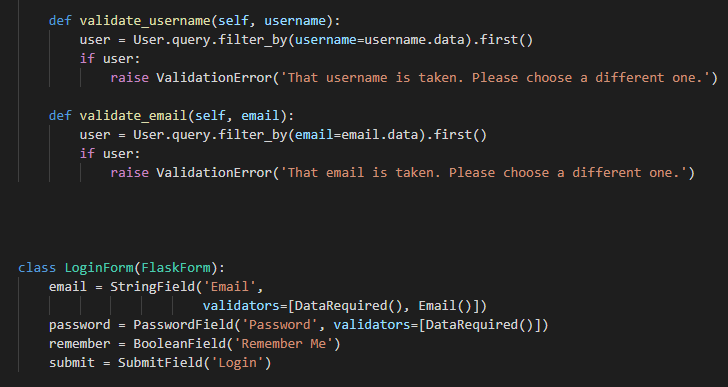 def validate_username(self, username):
user = User.query.filter_by(username=username.data).first()
if user:
raise ValidationError('That username is taken. Please choose a different one.')
def validate_email(self, email):
user = User.query.filter_by(email=email.data).first()
if user:
raise ValidationError('That email is taken. Please choose a different one.')
class LoginForm(FlaskForm):
email = StringField('Email',
validators=[DataRequired(), Email()])
password = PasswordField('Password', validators=[DataRequired()])
remember = BooleanField('Remember Me')
submit = SubmitField('Login')